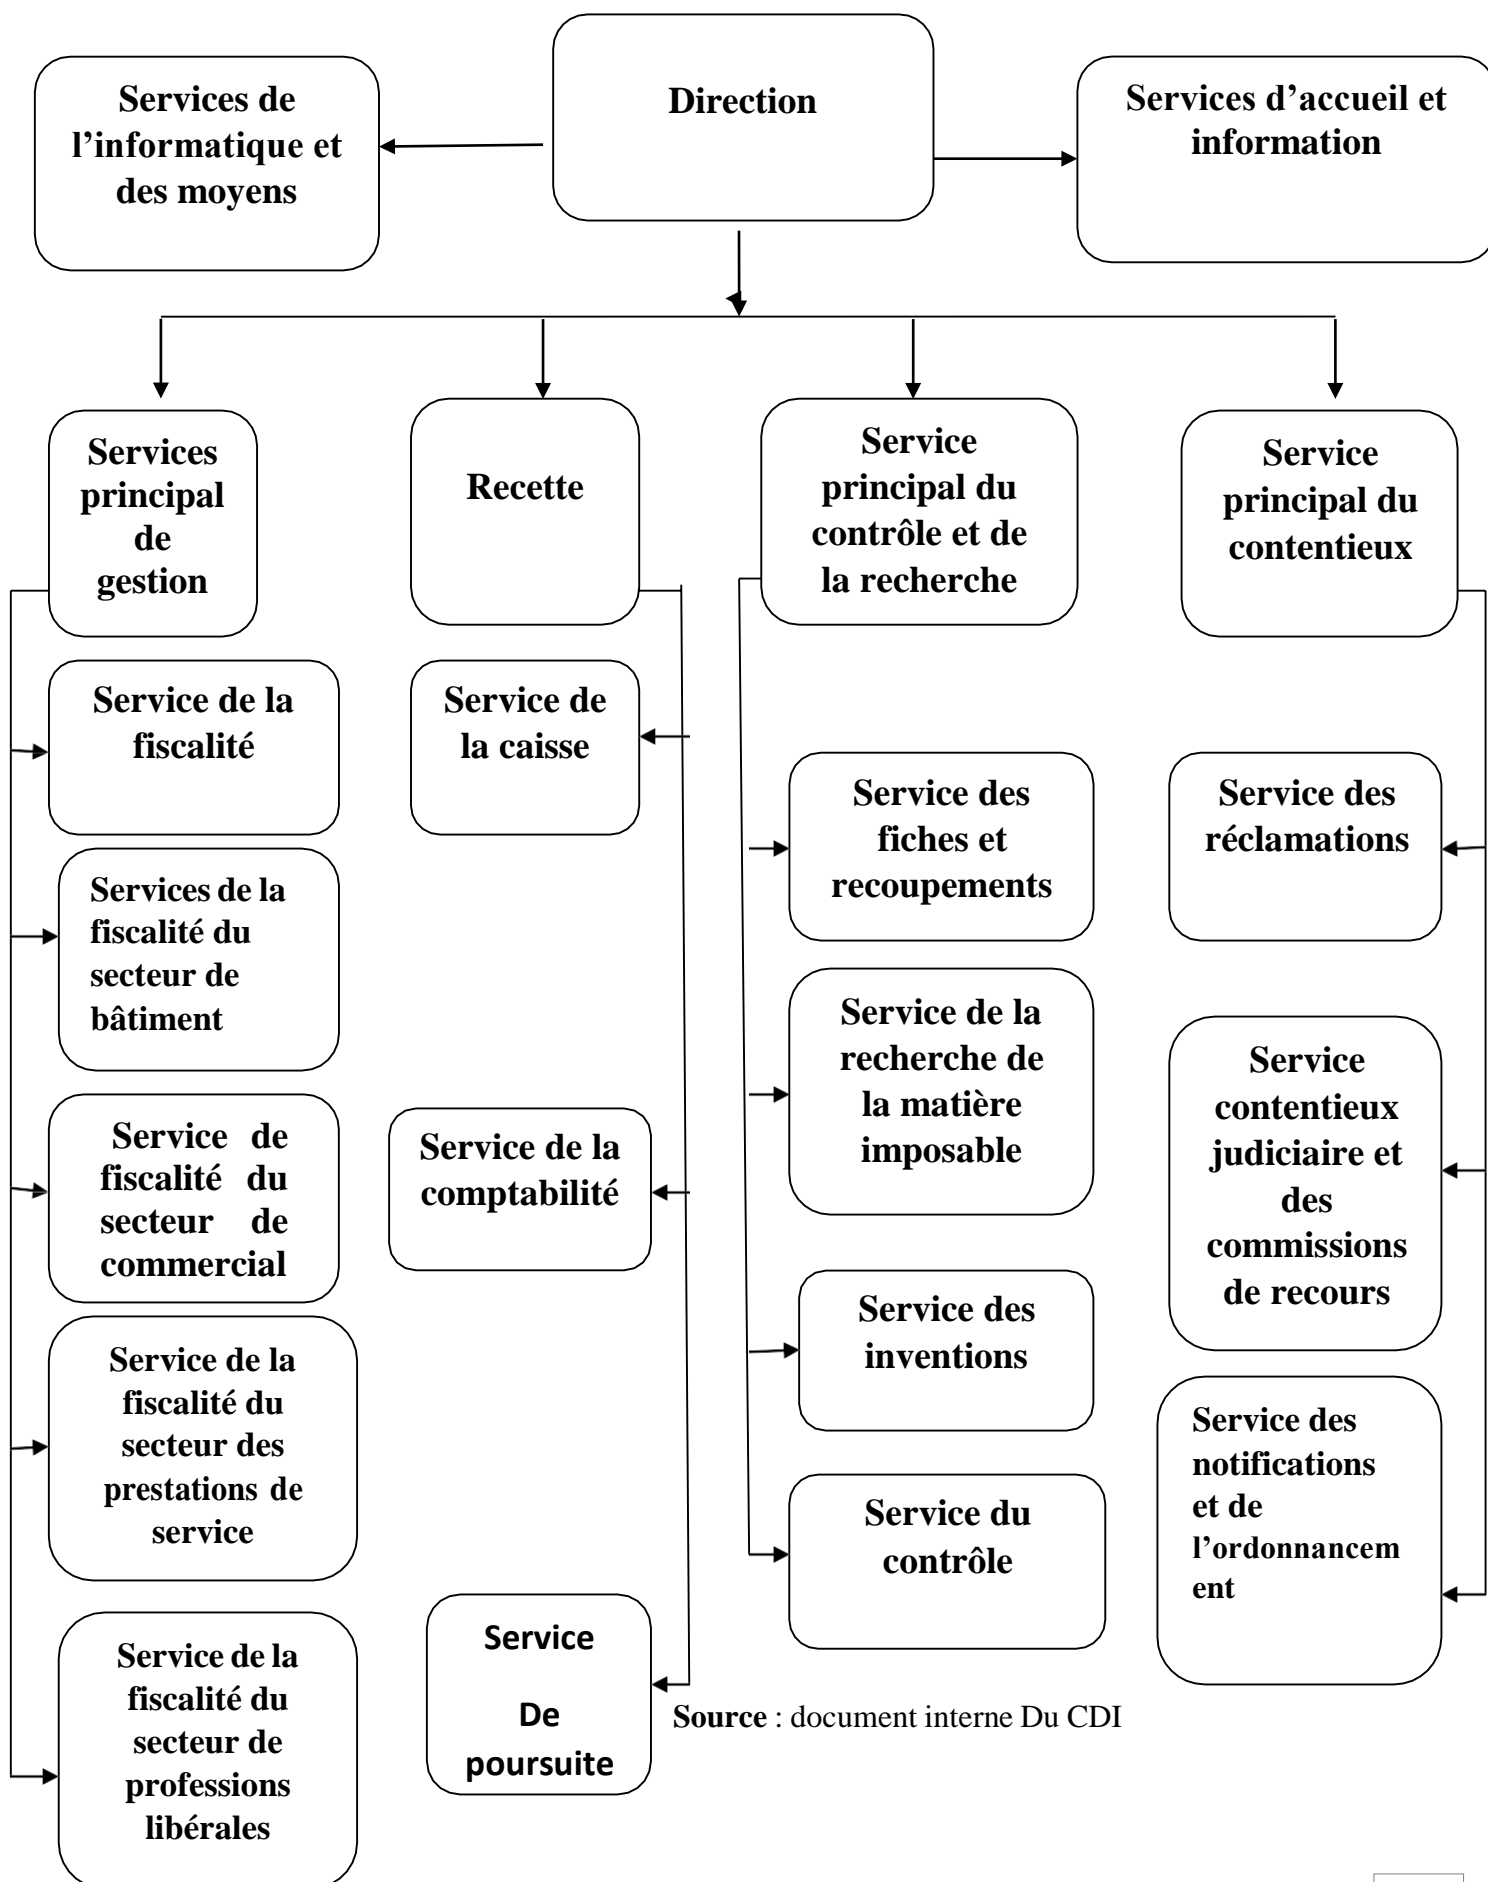 Services de
l’informatique et
des moyens
Direction
Services d’accueil et
information
Services
principal
de
gestion
Recette
Service
principal du
contrôle et de
la recherche
Service
principal du
contentieux
Service de la
fiscalité
Services de la
fiscalité du
secteur de
bâtiment
Service de
fiscalité du
secteur de
commercial
Service de la
fiscalité du
secteur des
prestations de
service
Service de la
fiscalité du
secteur de
professions
libérales
Service de
la caisse
Service de la
comptabilité
Service
De
poursuite
Service des
fiches et
recoupements
Service de la
recherche de
la matière
imposable
Service des
inventions
Service du
contrôle
Service des
réclamations
Service
contentieux
judiciaire et
des
commissions
de recours
Service des
notifications
et de
l’ordonnancem
ent
Source : document interne Du CDI